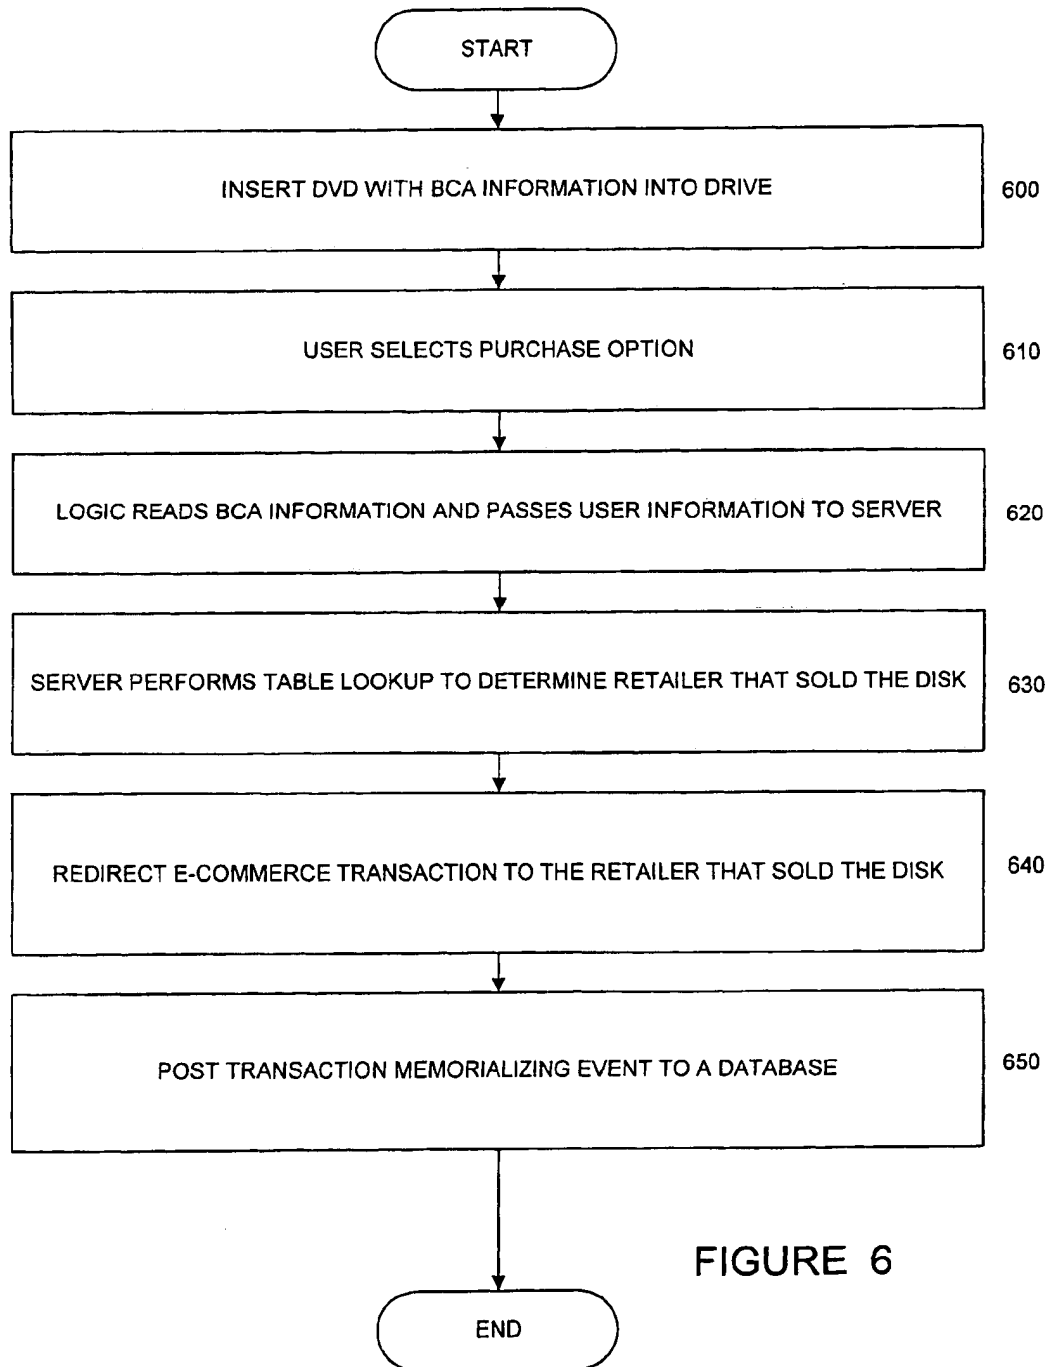 START
INSERT DVD WITH BCA INFORMATION INTO DRIVE
600
USER SELECTS PURCHASE OPTION
610
LOGIC READS BCA INFORMATION AND PASSES USER INFORMATION TO SERVER
620
SERVER PERFORMS TABLE LOOKUP TO DETERMINE RETAILER THAT SOLD THE DISK
630
REDIRECT E-COMMERCE TRANSACTION TO THE RETAILER THAT SOLD THE DISK
640
POST TRANSACTION MEMORIALIZING EVENT TO A DATABASE
650
FIGURE 6
END